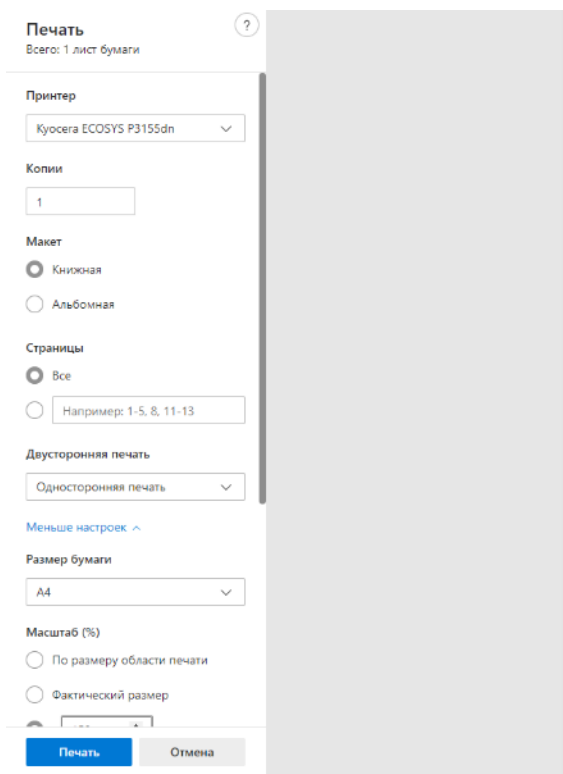 Печать
?
Всего: 1 лист бумаги
Принтер
Kyocera ECOSYS P3155dn
Копии
1
Макет
Книжная
Альбомная
Страницы
Все
Например: 1-5, 8, 11-13
Двусторонняя печать
Односторонняя печать
Меньше настроек
Размер бумаги
A4
Масштаб (%)
По размеру области печати
Фактический размер
Печать
Отмена